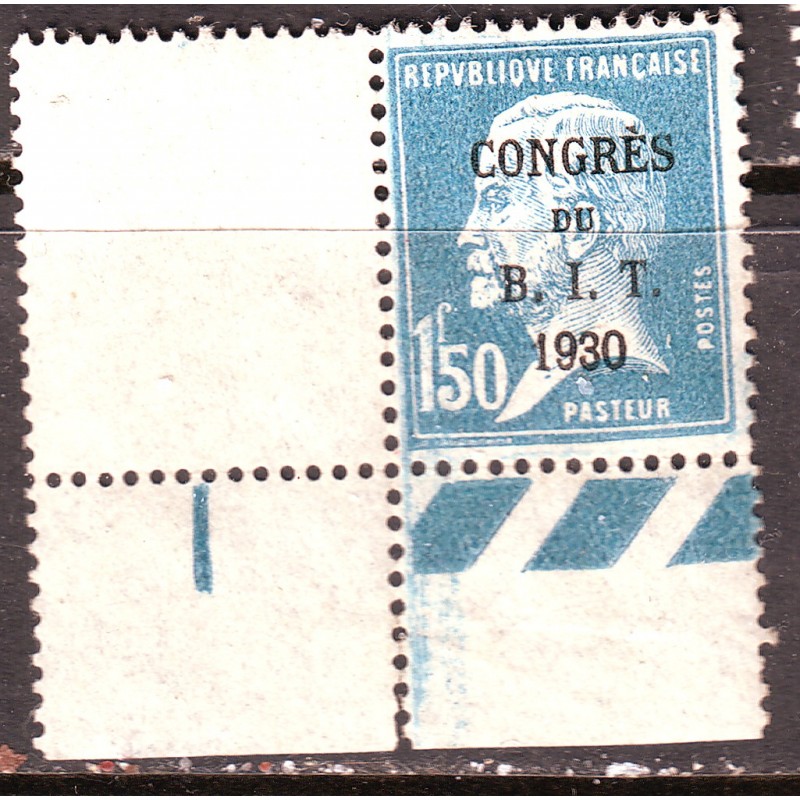 REPVBLIQVE FRANÇAISE
CONGRÈS
DU
B. I. T.
1930
1f50
POSTES
PASTEUR